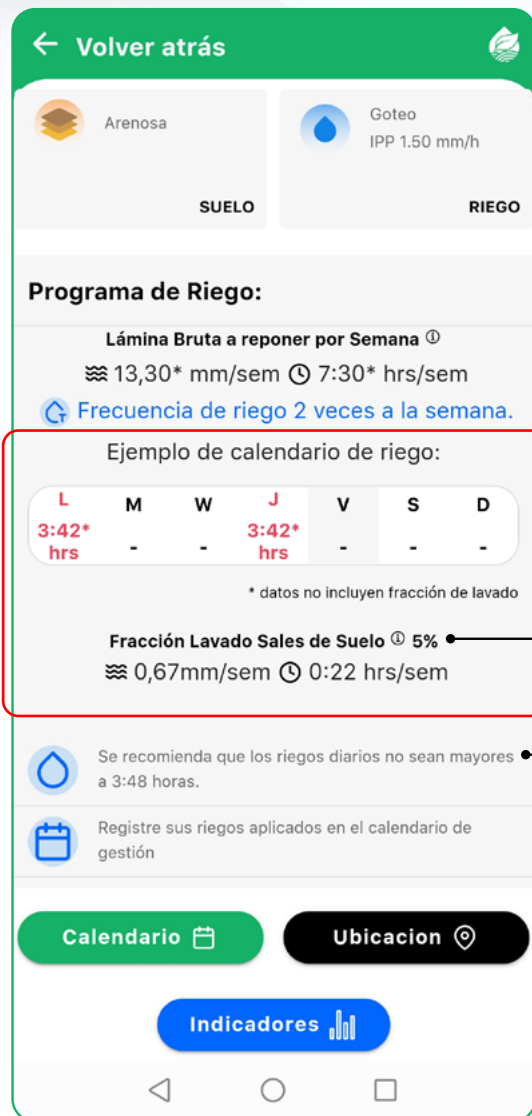 Volver atrás
Arenosa
SUELO
Goteo
IPP 1.50 mm/h
RIEGO
Programa de Riego:
Lámina Bruta a reponer por Semana ⓘ
13,30* mm/sem 7:30* hrs/sem
Frecuencia de riego 2 veces a la semana.
Ejemplo de calendario de riego:
L M W J V S D
3:42* hrs - - 3:42* hrs - - -
* datos no incluyen fracción de lavado
Fracción Lavado Sales de Suelo ⓘ 5%
0,67mm/sem 0:22 hrs/sem
Se recomienda que los riegos diarios no sean mayores
a 3:48 horas.
Registre sus riegos aplicados en el calendario de
gestión
Calendario
Ubicacion
Indicadores